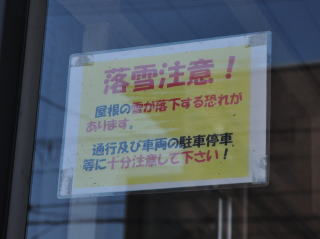 落雪注意！
屋根の雪が落下する恐れが
あります。
通行及び車両の駐車停車
等に十分注意して下さい！